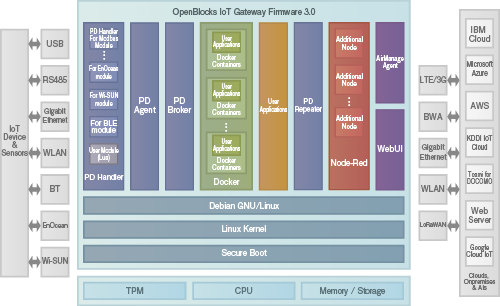 OpenBlocks IoT Gateway Firmware 3.0
IoT
Device &
Sensors
USB
RS485
Gigabit
Ethernet
WLAN
BT
EnOcean
Wi-SUN
PD Handler
For Modbus
Module
For EnOcean
module
For Wi-SUN
module
For BLE
module
User Module
(Lua)
PD Handler
PD
Agent
PD
Broker
User
Applications
Docker
Containers
User
Applications
Docker
Containers
User
Applications
Docker
Containers
Docker
User
Applications
PD
Repeater
Additional
Node
Additional
Node
Additional
Node
Node-Red
AirManage
Agent
WebUI
Debian GNU/Linux
Linux Kernel
Secure Boot
TPM
CPU
Memory / Storage
LTE/3G
BWA
Gigabit
Ethernet
WLAN
LoRaWAN
IBM
Cloud
Microsoft
Azure
AWS
KDDI IoT
Cloud
Toami for
DOCOMO
Web
Server
Google
Cloud IoT
Clouds,
Onpremises
& AIs